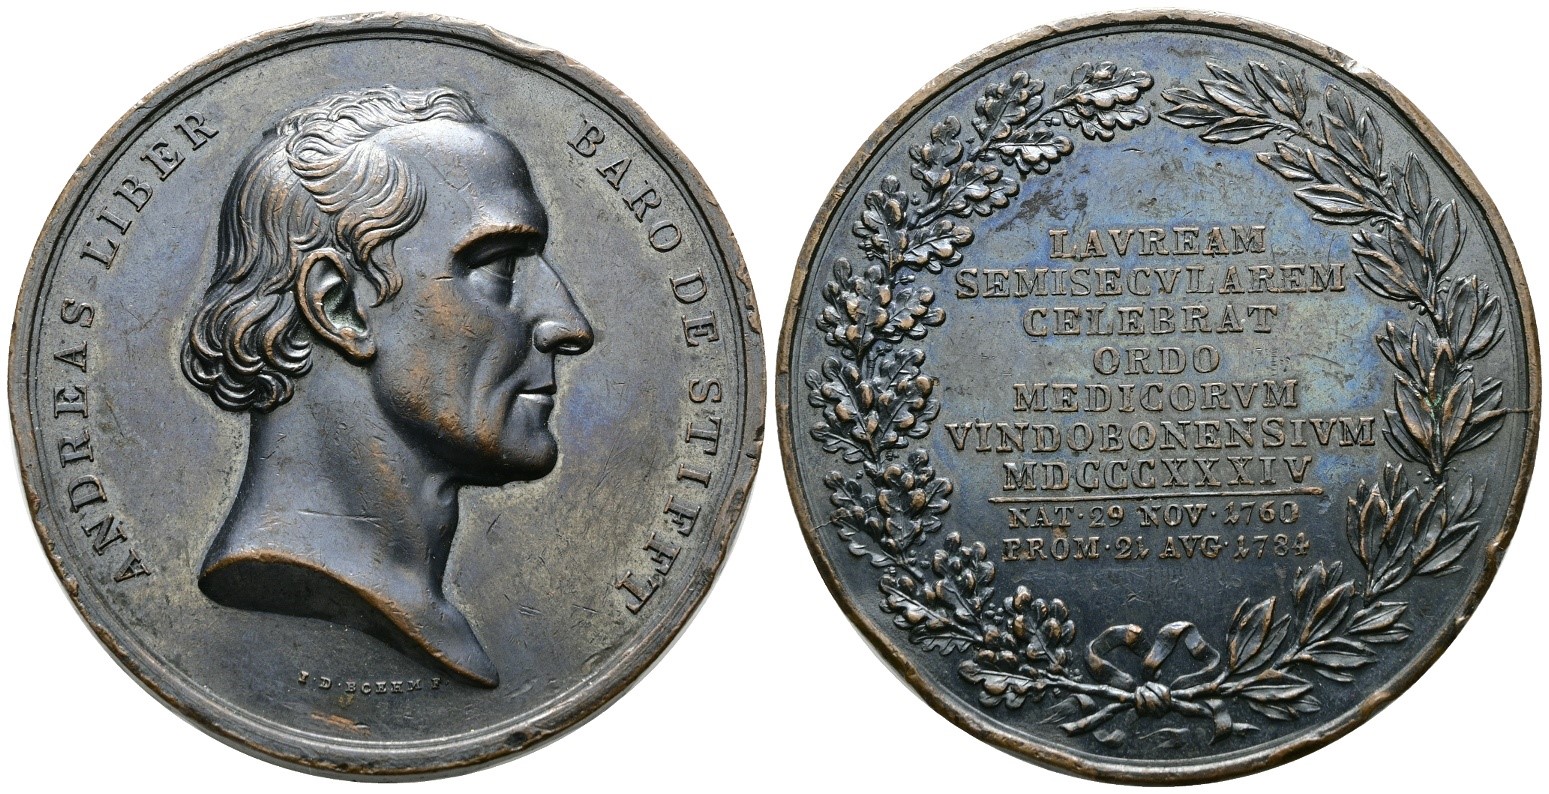 ANDREAS LIBER BARO DE STIFFT
I·D·BOEHM F·
LAVREAM
SEMISECVLAREM
CELEBRAT
ORDO
MEDICORVM
VINDOBONENSIVM
MDCCCXXXIV
NAT·29 NOV·1760
PROM·21 AVG·1784